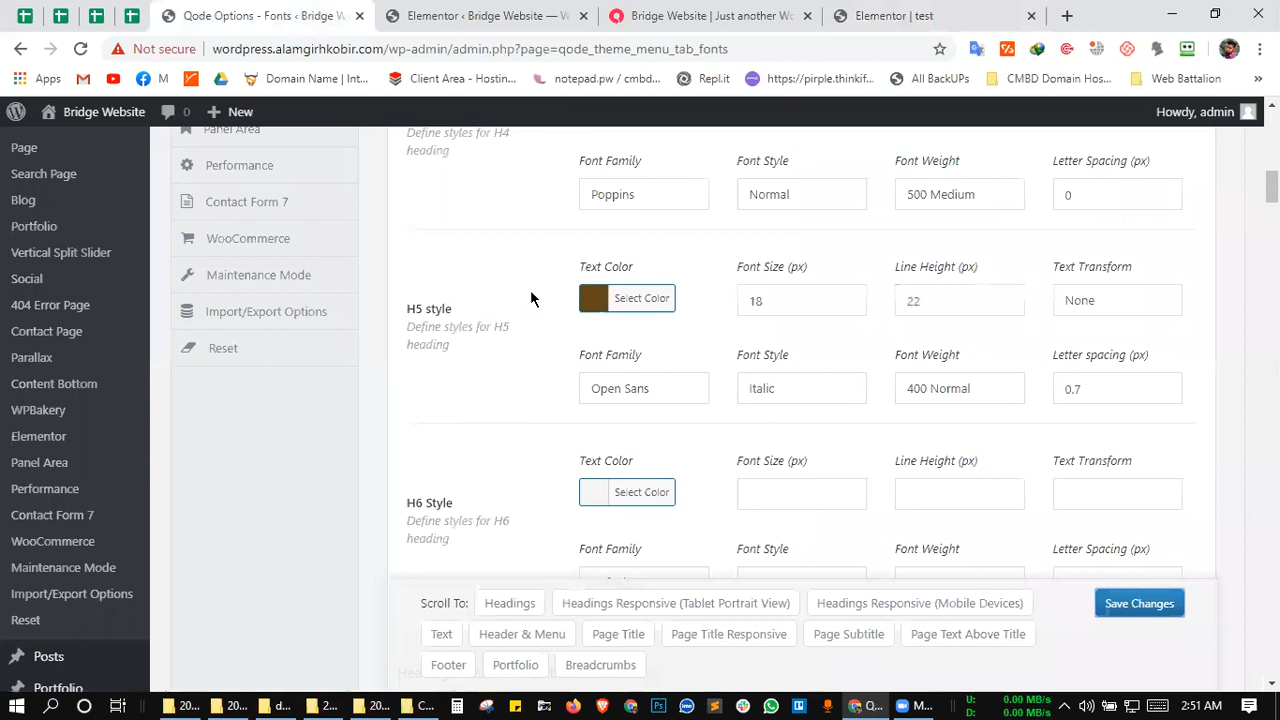 Qode Options - Fonts ‹ Bridge W
Elementor ‹ Bridge Website — W
Bridge Website | Just another W
Elementor | test
Not secure
wordpress.alamgirhkobir.com/wp-admin/admin.php?page=qode_theme_menu_tab_fonts
Apps
M
Domain Name | Int...
Client Area - Hostin...
notepad.pw / cmbd...
Repl.it
https://pirple.thinkif...
All BackUPs
CMBD Domain Hos...
Web Battalion
»
Bridge Website
0
New
Howdy, admin
Page
Search Page
Blog
Portfolio
Vertical Split Slider
Social
404 Error Page
Contact Page
Parallax
Content Bottom
WPBakery
Elementor
Panel Area
Performance
Contact Form 7
WooCommerce
Maintenance Mode
Import/Export Options
Reset
Posts
Portfolio
Panel Area
Performance
Contact Form 7
WooCommerce
Maintenance Mode
Import/Export Options
Reset
Define styles for H4
heading
Font Family
Font Style
Font Weight
Letter Spacing (px)
Poppins
Normal
500 Medium
0
Text Color
Font Size (px)
Line Height (px)
Text Transform
Select Color
18
22
None
H5 style
Define styles for H5
heading
Font Family
Font Style
Font Weight
Letter spacing (px)
Open Sans
Italic
400 Normal
0.7
Text Color
Font Size (px)
Line Height (px)
Text Transform
Select Color
H6 Style
Define styles for H6
heading
Font Family
Font Style
Font Weight
Letter Spacing (px)
Scroll To:
Headings
Headings Responsive (Tablet Portrait View)
Headings Responsive (Mobile Devices)
Save Changes
Text
Header & Menu
Page Title
Page Title Responsive
Page Subtitle
Page Text Above Title
Footer
Portfolio
Breadcrumbs
20...
20...
d...
2...
20...
C...
Q...
M...
U: 0.00 MB/s
D: 0.00 MB/s
2:51 AM